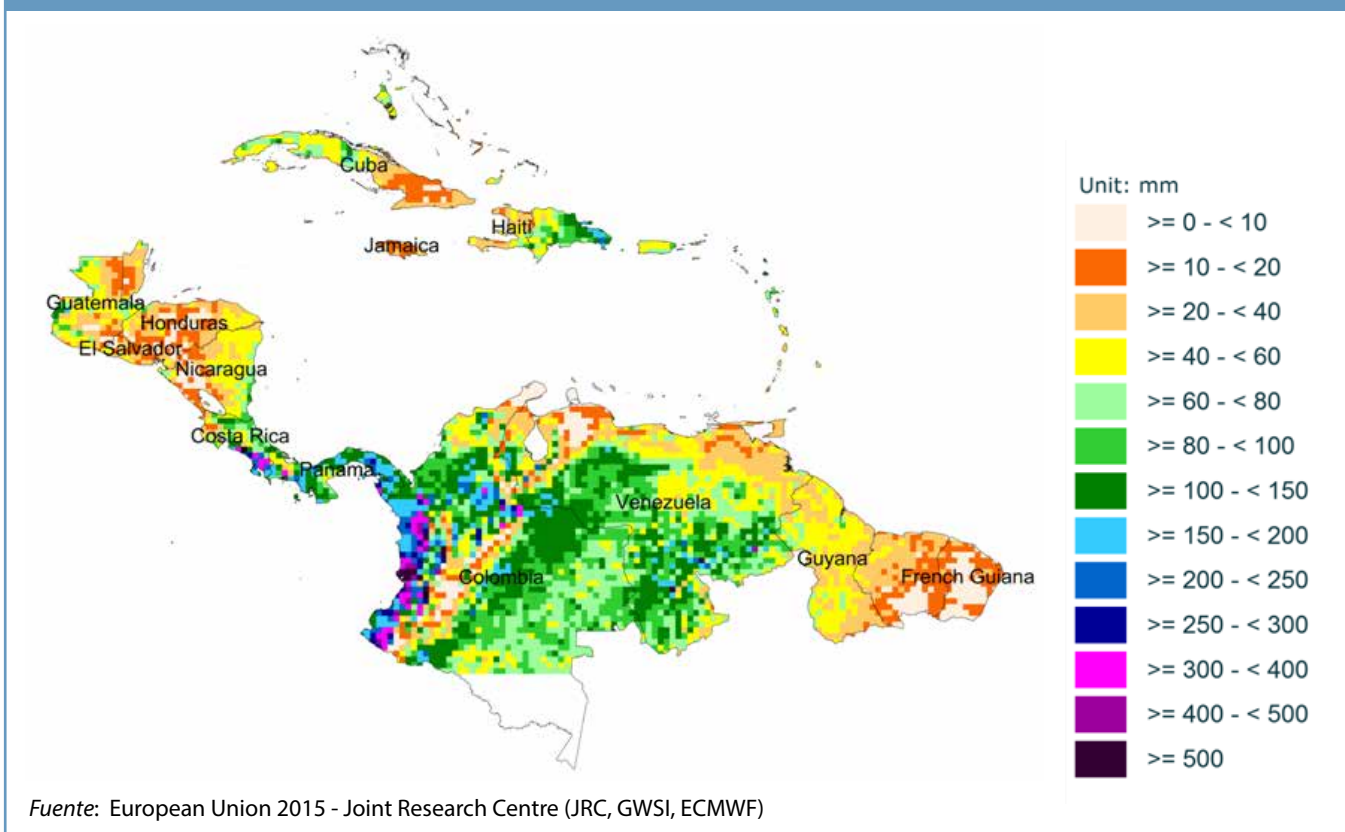 Cuba
Haiti
Jamaica
Guatemala
Honduras
El Salvador
Nicaragua
Costa Rica
Panama
Venezuela
Colombia
Guyana
French Guiana
Unit: mm
>= 0 - < 10
>= 10 - < 20
>= 20 - < 40
>= 40 - < 60
>= 60 - < 80
>= 80 - < 100
>= 100 - < 150
>= 150 - < 200
>= 200 - < 250
>= 250 - < 300
>= 300 - < 400
>= 400 - < 500
>= 500
Fuente: European Union 2015 - Joint Research Centre (JRC, GWSI, ECMWF)